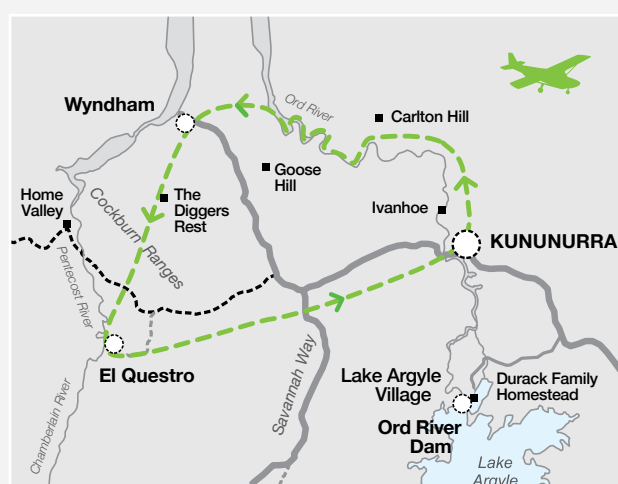 Wyndham
Ord River
Carlton Hill
Goose
Hill
Home
Valley
The
Diggers
Rest
Cockburn Ranges
Ivanhoe
KUNUNURRA
Pentecost River
El Questro
Savannah Way
Chamberlain River
Lake Argyle
Village
Durack Family
Homestead
Ord River
Dam
Lake
Argyle